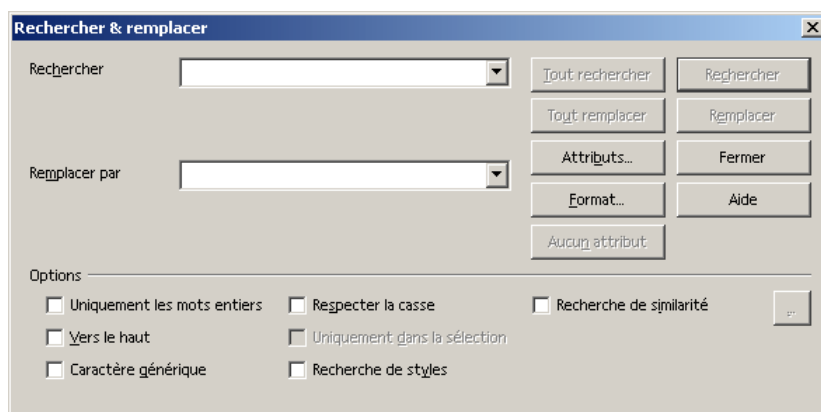 Rechercher & remplacer
Rechercher
Tout rechercher
Rechercher
Tout remplacer
Remplacer
Attributs...
Fermer
Remplacer par
Format...
Aide
Aucun attribut
Options
Uniquement les mots entiers
Respecter la casse
Recherche de similarité
...
Vers le haut
Uniquement dans la sélection
Caractère générique
Recherche de styles